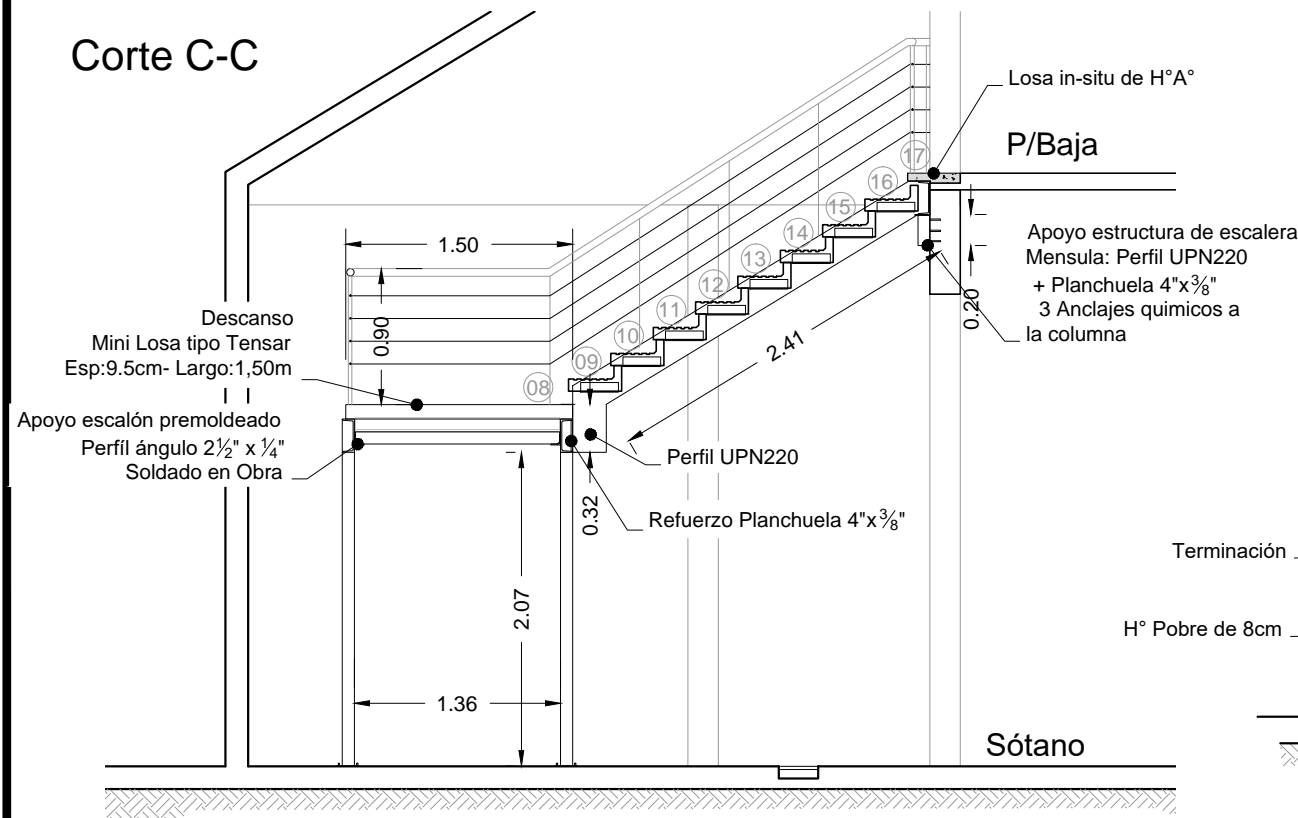 Corte C-C
Losa in-situ de H°A°
P/Baja
17
16
15
14
13
12
11
10
09
08
1.50
0.90
Apoyo estructura de escalera
Mensula: Perfil UPN220
+ Planchuela 4"x⅜"
3 Anclajes quimicos a
la columna
0.20
2.41
Descanso
Mini Losa tipo Tensar
Esp:9.5cm- Largo:1,50m
Apoyo escalón premoldeado
Perfíl ángulo 2½" x ¼"
Soldado en Obra
Perfil UPN220
0.32
Refuerzo Planchuela 4"x⅜"
2.07
1.36
Terminación
H° Pobre de 8cm
Sótano